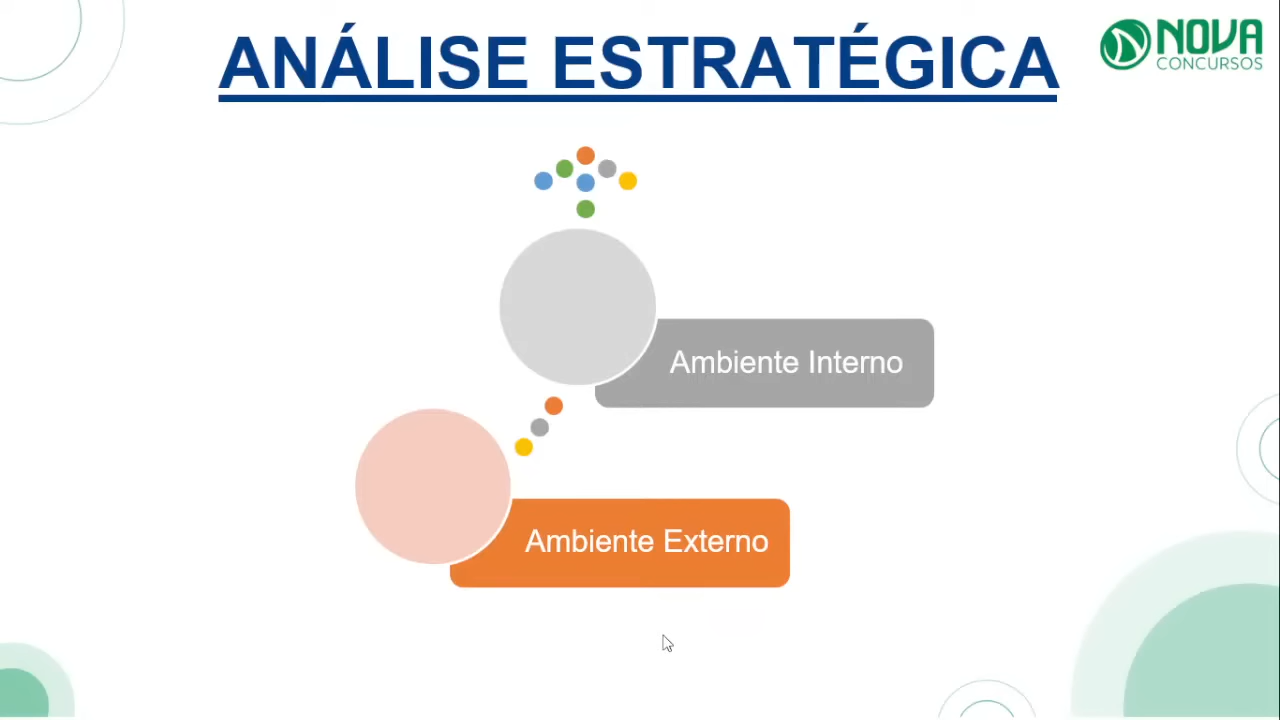 ANÁLISE ESTRATÉGICA
NOVA
CONCURSOS
Ambiente Interno
Ambiente Externo